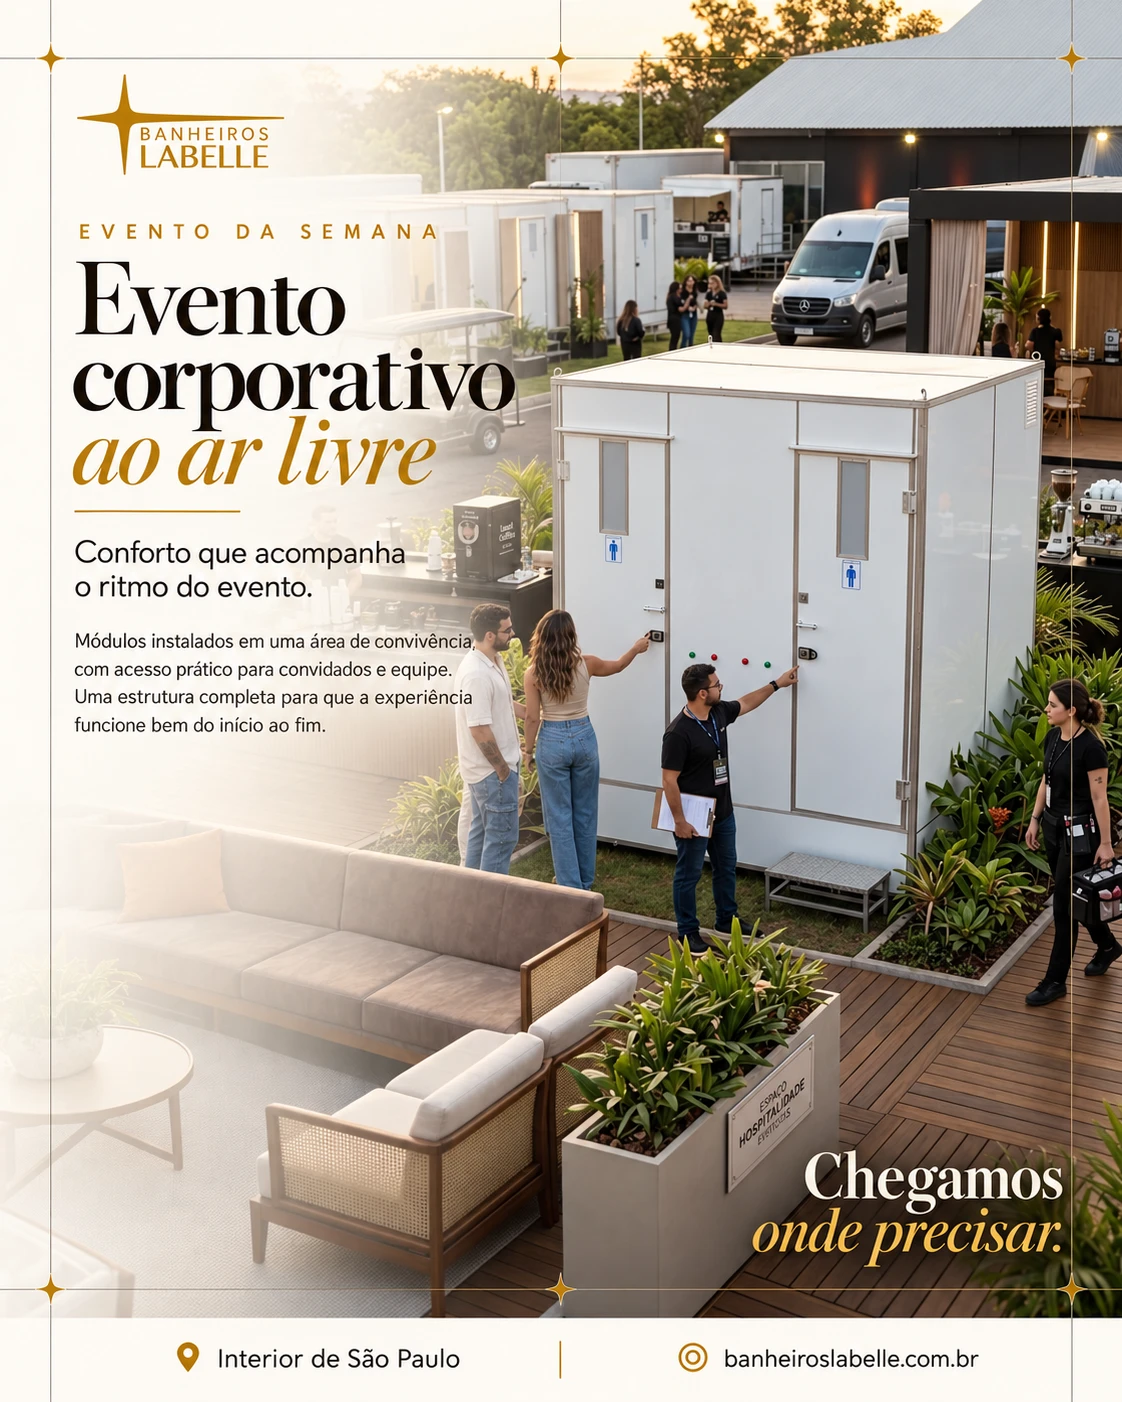 BANHEIROS
LABELLE
EVENTO DA SEMANA
Evento
corporativo
ao ar livre
Conforto que acompanha
o ritmo do evento.
Módulos instalados em uma área de convivência,
com acesso prático para convidados e equipe.
Uma estrutura completa para que a experiência
funcione bem do início ao fim.
ESPAÇO
HOSPITALIDADE
Chegamos
onde precisar.
Interior de São Paulo
banheiroslabelle.com.br